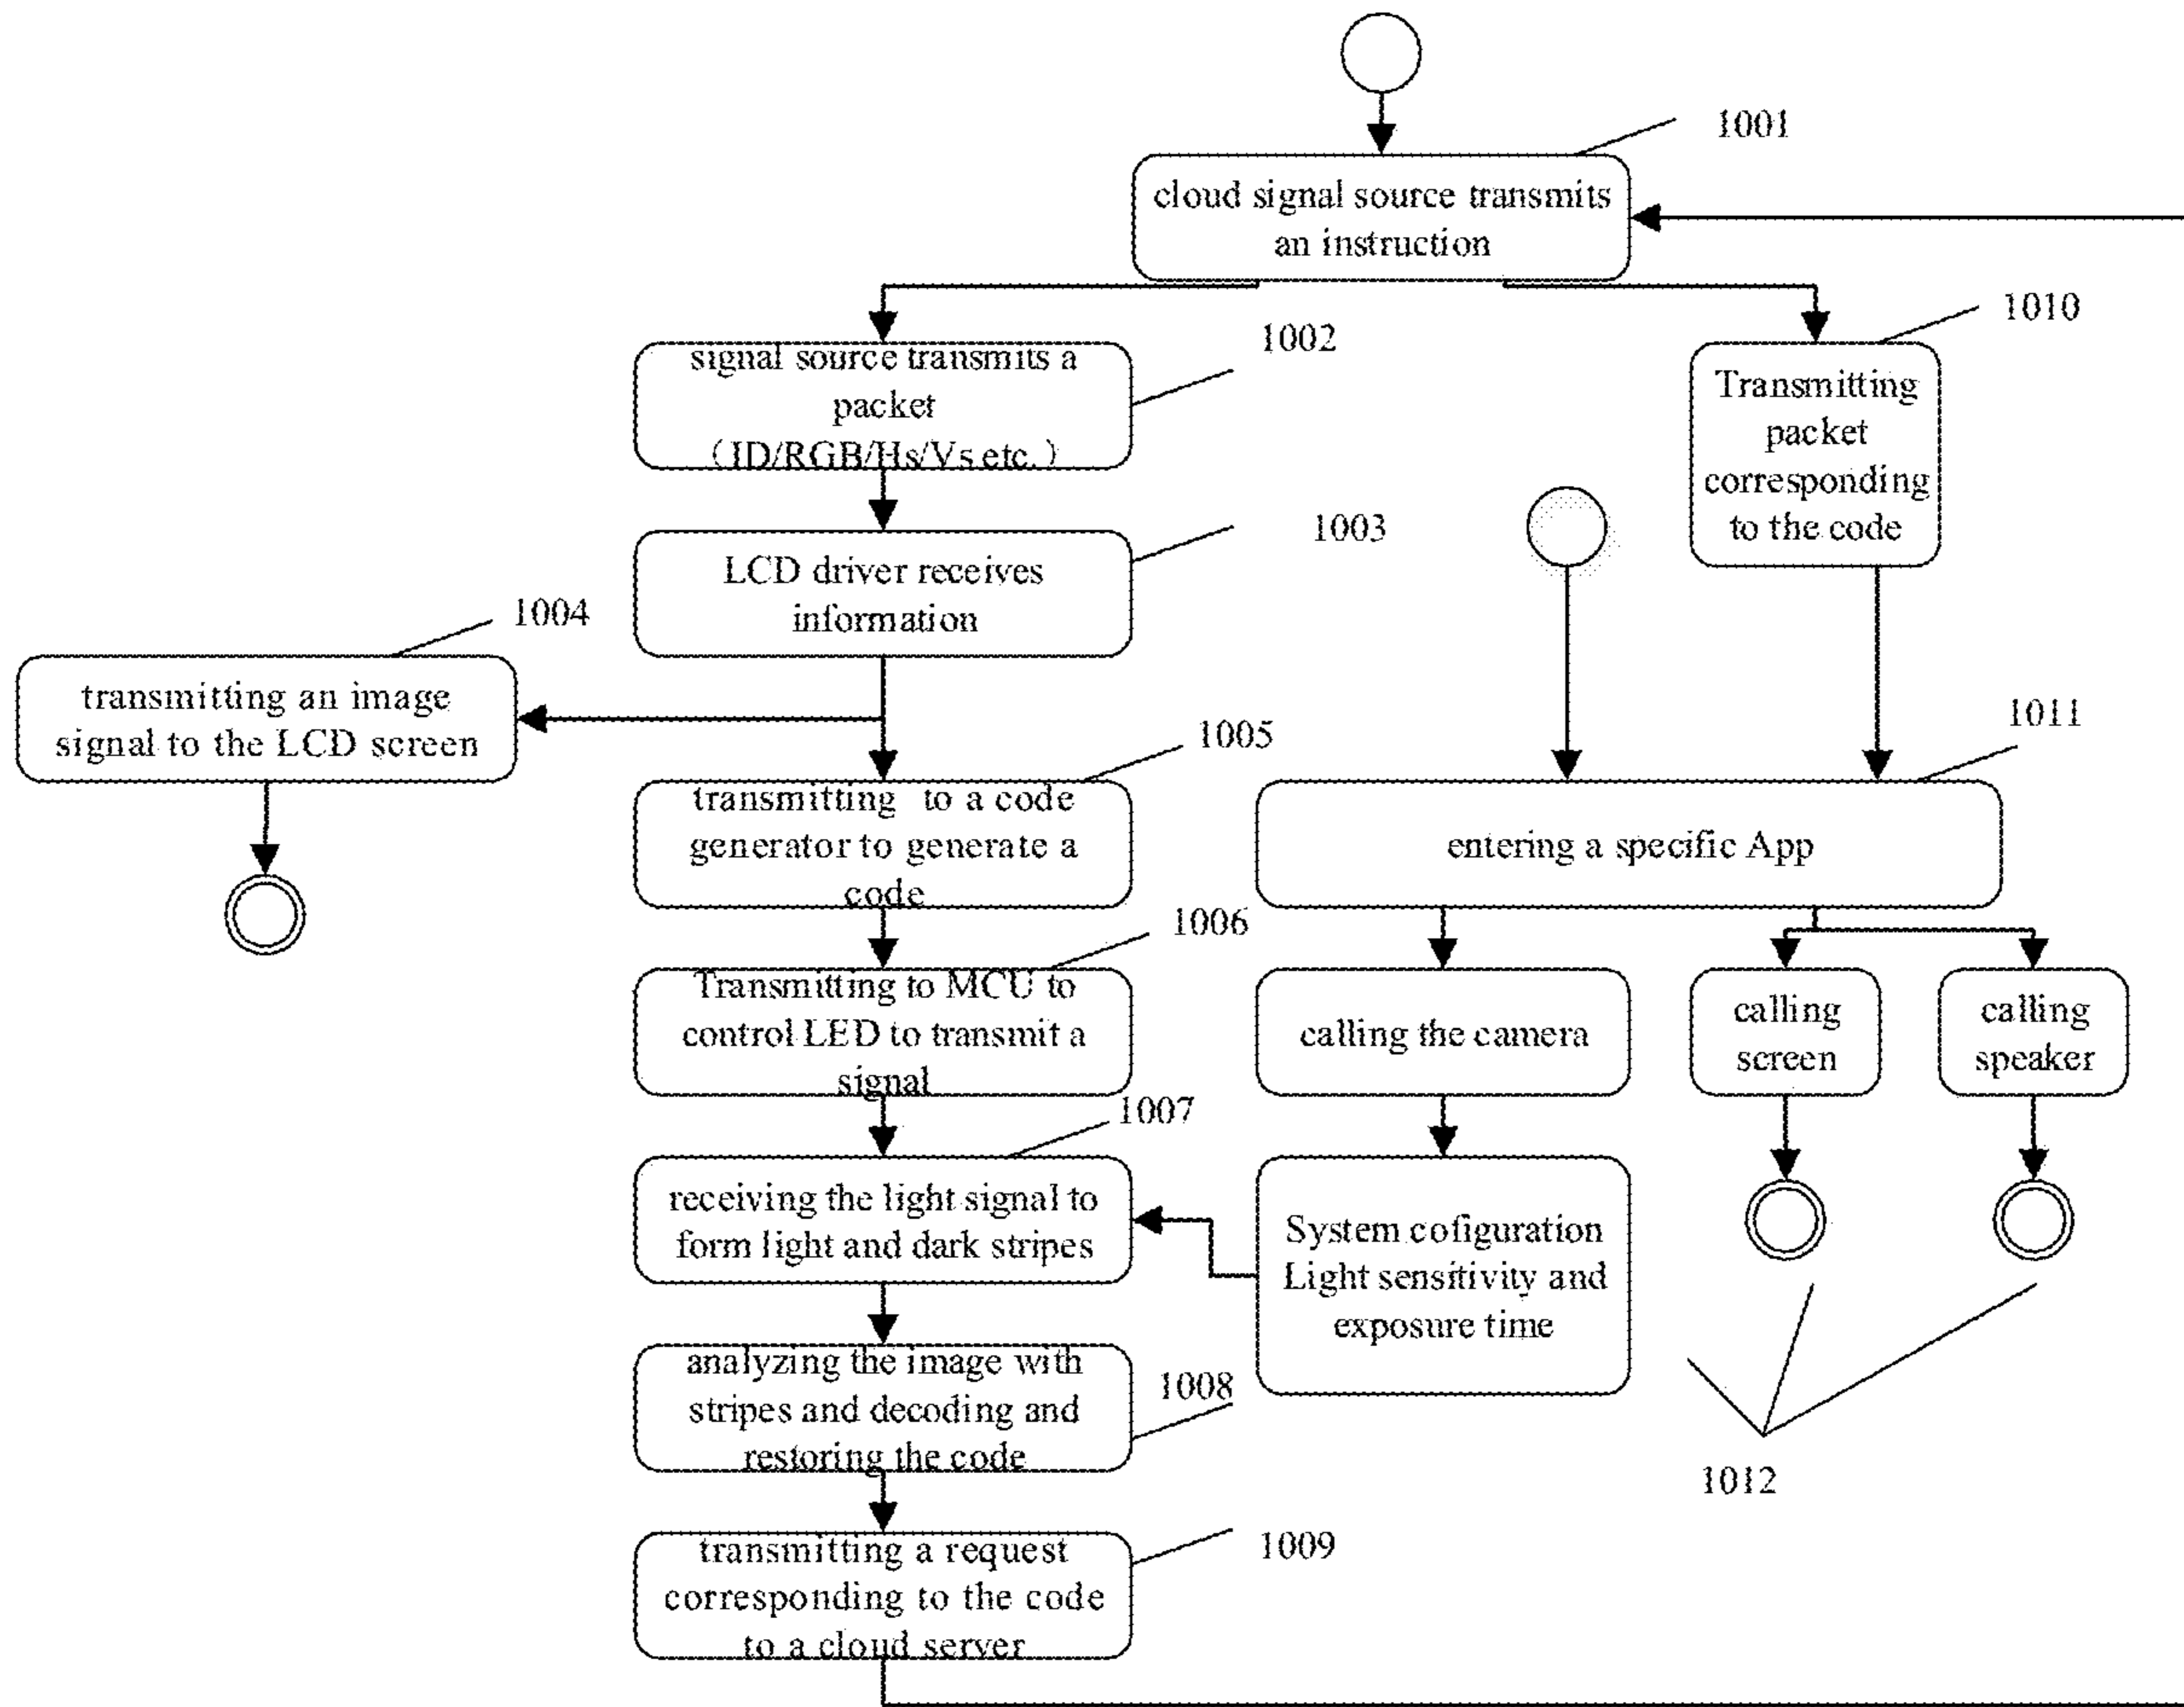 1001
cloud signal source transmits
an instruction
1002
signal source transmits a
packet
(ID/RGB/Hs/Vs etc.)
1010
Transmitting
packet
corresponding
to the code
1003
LCD driver receives
information
1004
transmitting an image
signal to the LCD screen
1005
transmitting to a code
generator to generate a
code
1011
entering a specific App
1006
Transmitting to MCU to
control LED to transmit a
signal
calling the camera
calling
screen
calling
speaker
1007
receiving the light signal to
form light and dark stripes
System cofiguration
Light sensitivity and
exposure time
1008
analyzing the image with
stripes and decoding and
restoring the code
1012
1009
transmitting a request
corresponding to the code
to a cloud server